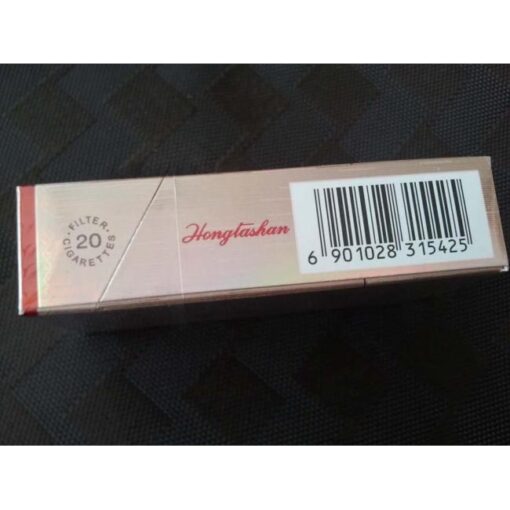 · FILTER ·
20
CIGARETTES
Hongtashan
6 901028 315425